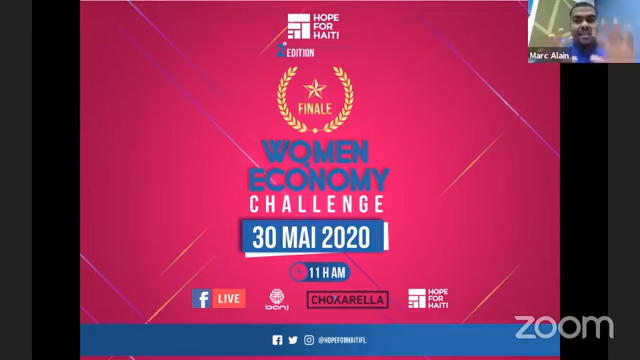 HOPE
FOR
HAITI
2e EDITION
FINALE
WOMEN
ECONOMY
CHALLENGE
30 MAI 2020
11 H AM
f LIVE
banj
CHOKARELLA
HOPE
FOR
HAITI
@HOPEFORHAITIFL
Marc Alain
zoom